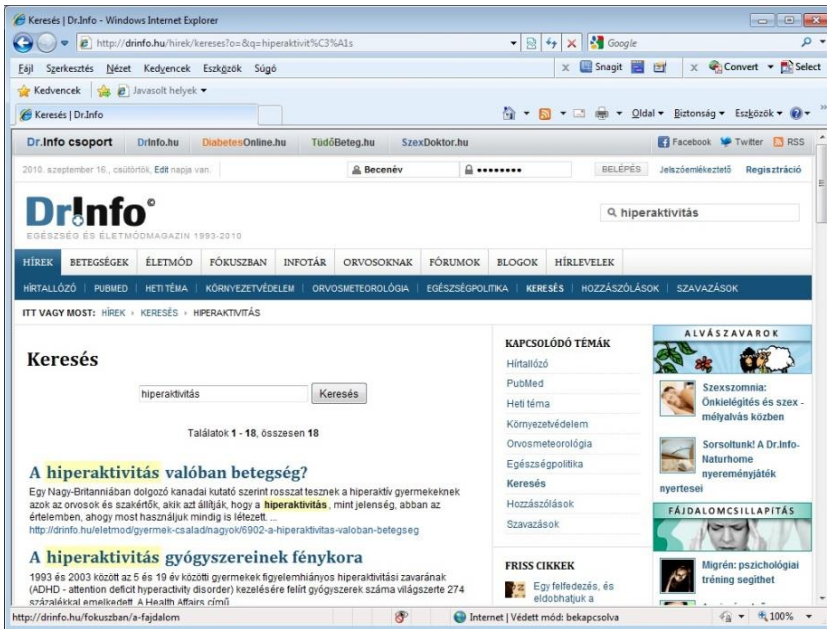 Keresés | Dr.Info - Windows Internet Explorer
http://drinfo.hu/hirek/kereses?o=&q=hiperaktivit%C3%A1s
Google
Fájl Szerkesztés Nézet Kedvencek Eszközök Súgó
x Snagit
x Convert Select
Kedvencek Javasolt helyek
Keresés | Dr.Info
Oldal Biztonság Eszközök
Dr.Info csoport DrInfo.hu DiabetesOnline.hu TüdőBeteg.hu SzexDoktor.hu Facebook Twitter RSS
2010. szeptember 16., csütörtök, Edit napja van. Becenév BELÉPÉS Jelszóemlékeztető Regisztráció
DrInfo©
EGÉSZSÉG ÉS ÉLETMÓDMAGAZIN 1993-2010
hiperaktivitás
HÍREK BETEGSÉGEK ÉLETMÓD FÓKUSZBAN INFOTÁR ORVOSOKNAK FÓRUMOK BLOGOK HÍRLEVELEK
HÍRTALLÓZÓ | PUBMED | HETI TÉMA | KÖRNYEZETVÉDELEM | ORVOSMETEOROLÓGIA | EGÉSZSÉGPOLITIKA | KERESÉS | HOZZÁSZÓLÁSOK | SZAVAZÁSOK
ITT VAGY MOST: HÍREK › KERESÉS › HIPERAKTIVITÁS
Keresés
hiperaktivitás Keresés
Találatok 1 - 18, összesen 18
A hiperaktivitás valóban betegség?
Egy Nagy-Britanniában dolgozó kanadai kutató szerint rosszat tesznek a hiperaktív gyermekeknek
azok az orvosok és szakértők, akik azt állítják, hogy a hiperaktivitás, mint jelenség, abban az
értelemben, ahogy most használjuk mindig is létezett. ...
http://drinfo.hu/eletmod/gyermek-csalad/nagyok/6902-a-hiperaktivitas-valoban-betegseg
A hiperaktivitás gyógyszereinek fénykora
1993 és 2003 között az 5 és 19 év közötti gyermekek figyelemhiányos hiperaktivitási zavarának
(ADHD - attention deficit hyperactivity disorder) kezelésére felírt gyógyszerek száma világszerte 274
százalékkal emelkedett. A Health Affairs című
KAPCSOLÓDÓ TÉMÁK
Hírtallózó
PubMed
Heti téma
Környezetvédelem
Orvosmeteorológia
Egészségpolitika
Keresés
Hozzászólások
Szavazások
FRISS CIKKEK
Egy felfedezés, és
eldobhatjuk a
ALVÁSZAVAROK
Szexszomnia:
Önkielégítés és szex -
mélyalvás közben
Sorsoltunk! A Dr.Info-
Naturhome
nyereményjáték
nyertesei
FÁJDALOMCSILLAPÍTÁS
Migrén: pszichológiai
tréning segíthet
http://drinfo.hu/fokuszban/a-fajdalom
Internet | Védett mód: bekapcsolva
100%